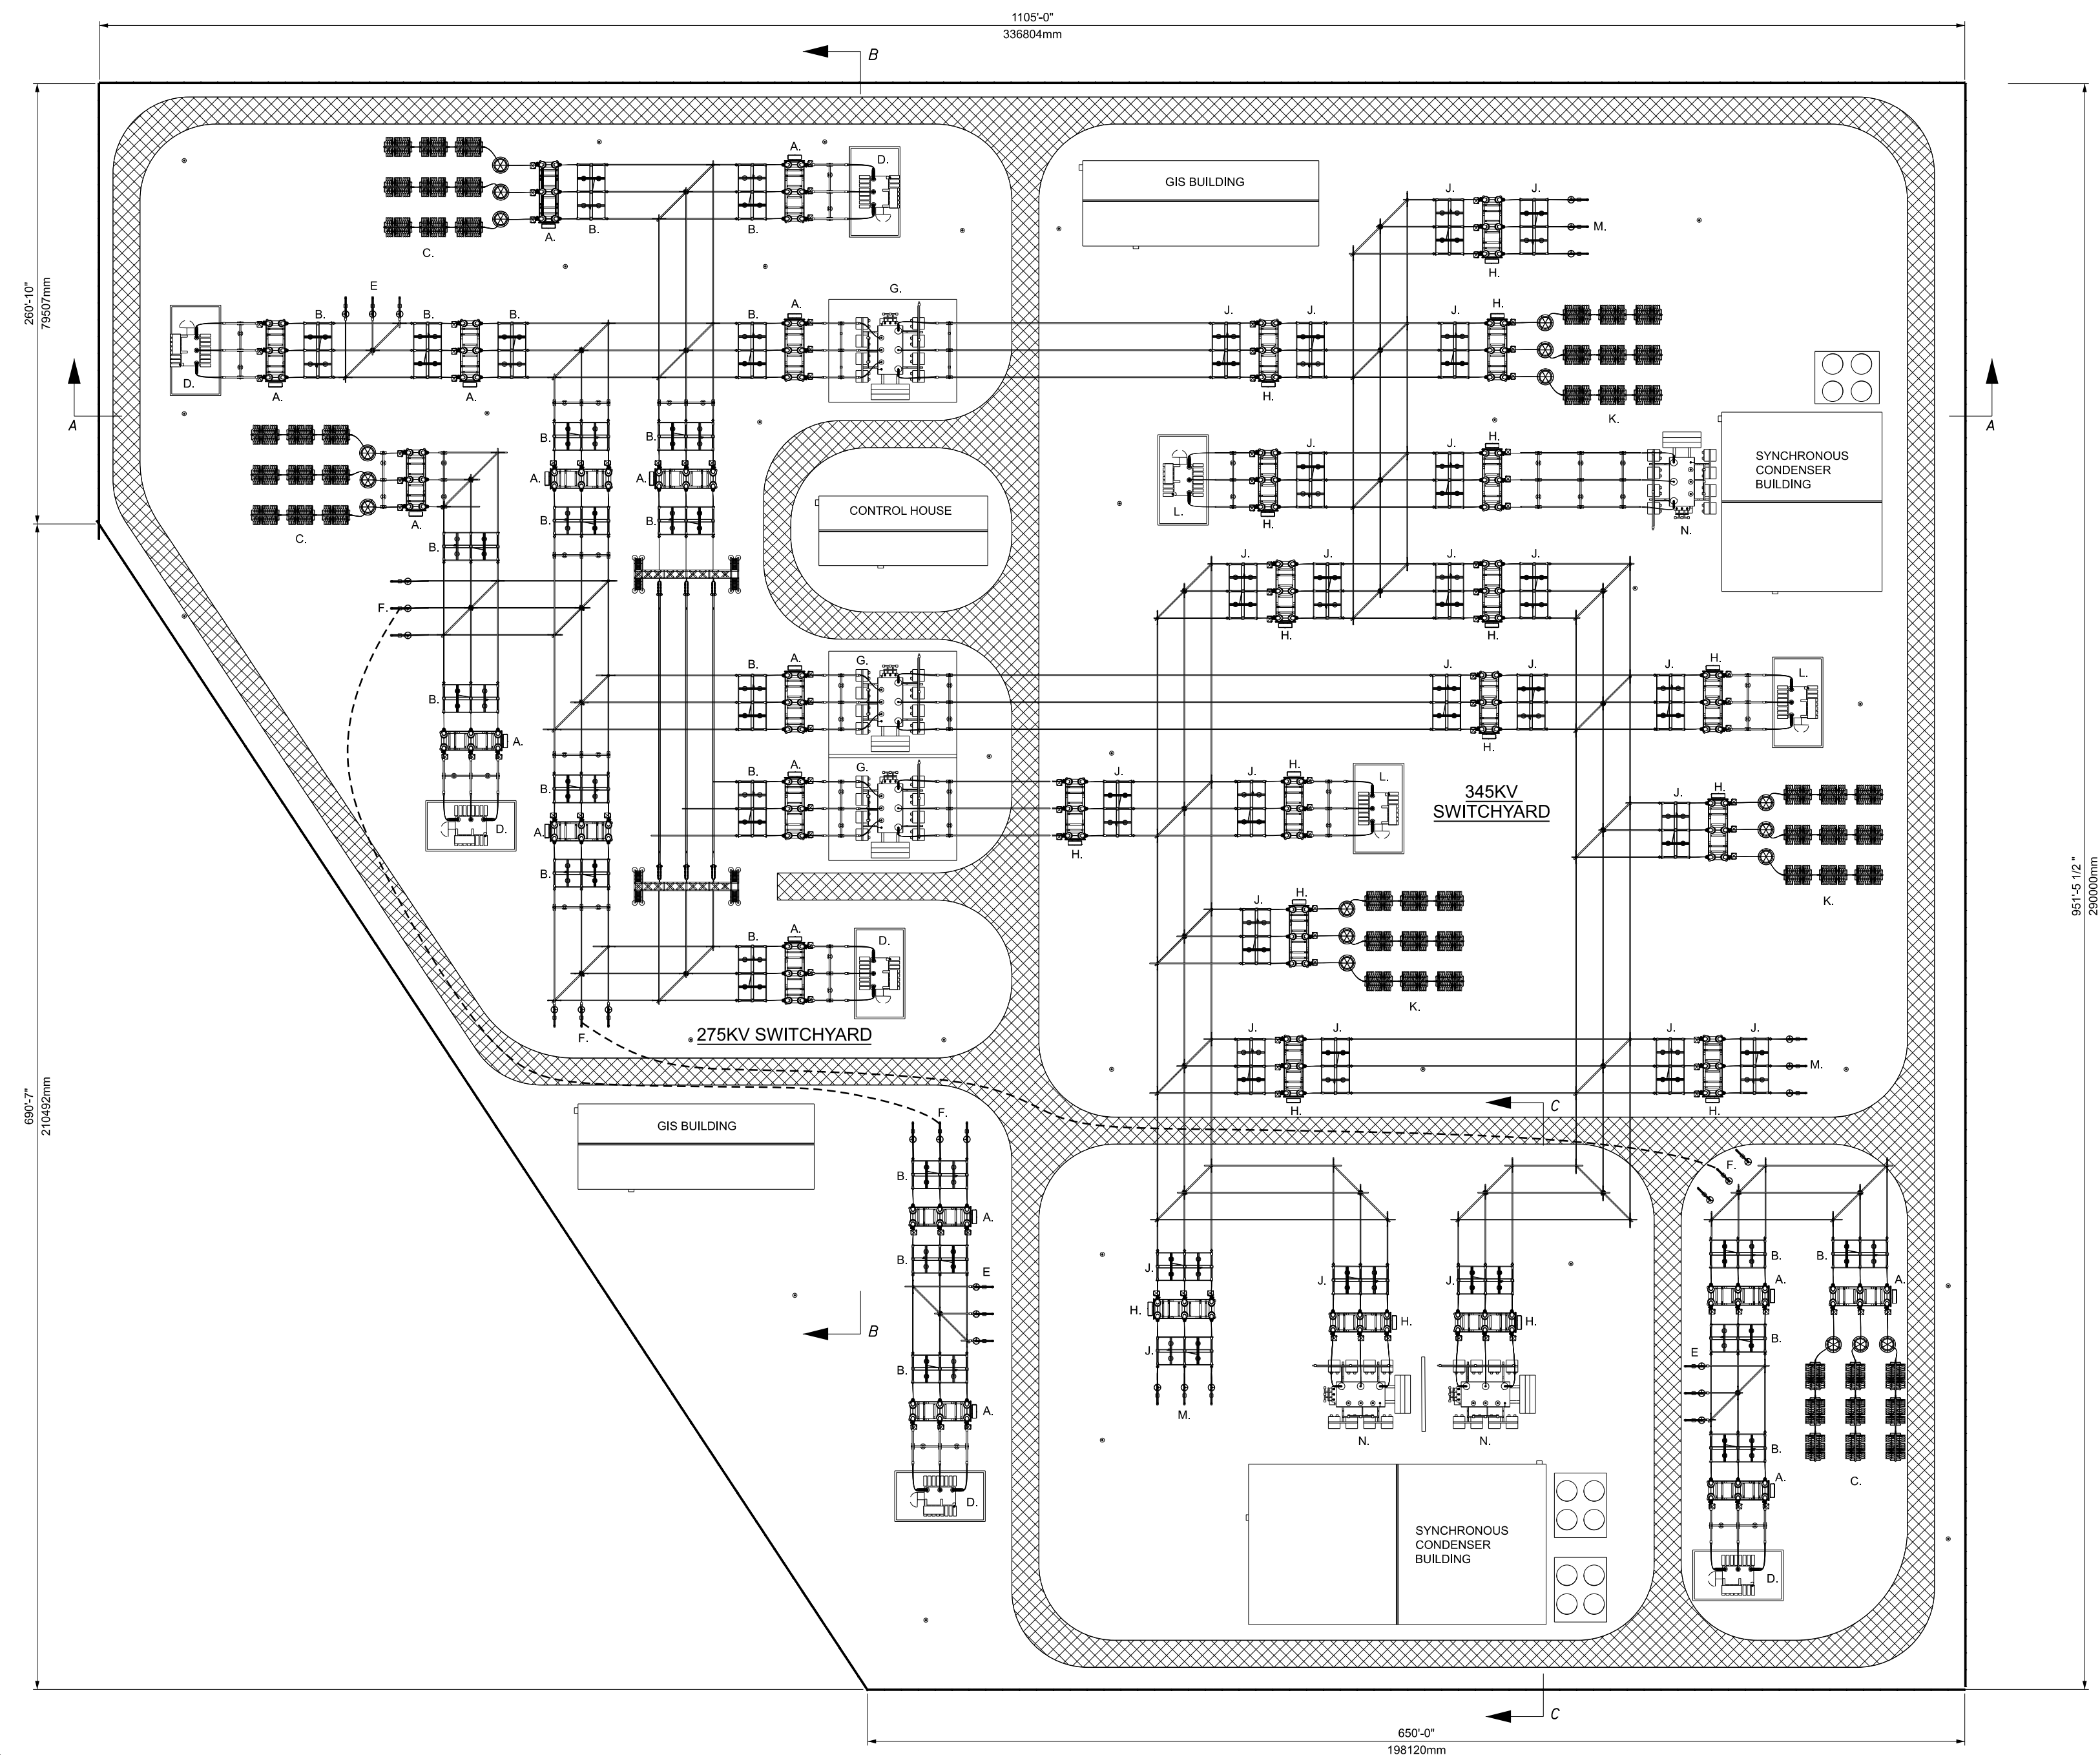 1105'-0"
336804mm
B
A.
D.
GIS BUILDING
J. J.
M.
A. B. B.
C.
H.
G.
E
A.
260'-10"
79507mm
B. B. B. B.
J. J. J. H.
D.
A. A.
H.
K.
A
A
B. B.
J. J. H.
SYNCHRONOUS
CONDENSER
BUILDING
A. A.
CONTROL HOUSE
L.
B. B.
A.
H. H.
N.
C.
B.
J. J. J. J.
F.
H. H.
B. A. G.
J. J. J. H.
L.
B.
A.
H.
B. A. G.
J. J. H.
L.
345KV
SWITCHYARD
J. H.
B.
D.
A.
H.
B.
J. H.
K.
951'-5 1/2 "
290000mm
B. A. D.
K.
F.
275KV SWITCHYARD
J. J. J. J.
M.
690'-7"
210492mm
H. H.
C
F.
GIS BUILDING
F.
B.
A.
B.
B. B.
J.
E
A. A.
J. J.
H.
H. H.
B
B.
J.
E
B.
A.
M.
N. N.
B.
A.
C.
D.
SYNCHRONOUS
CONDENSER
BUILDING
D.
C
650'-0"
198120mm